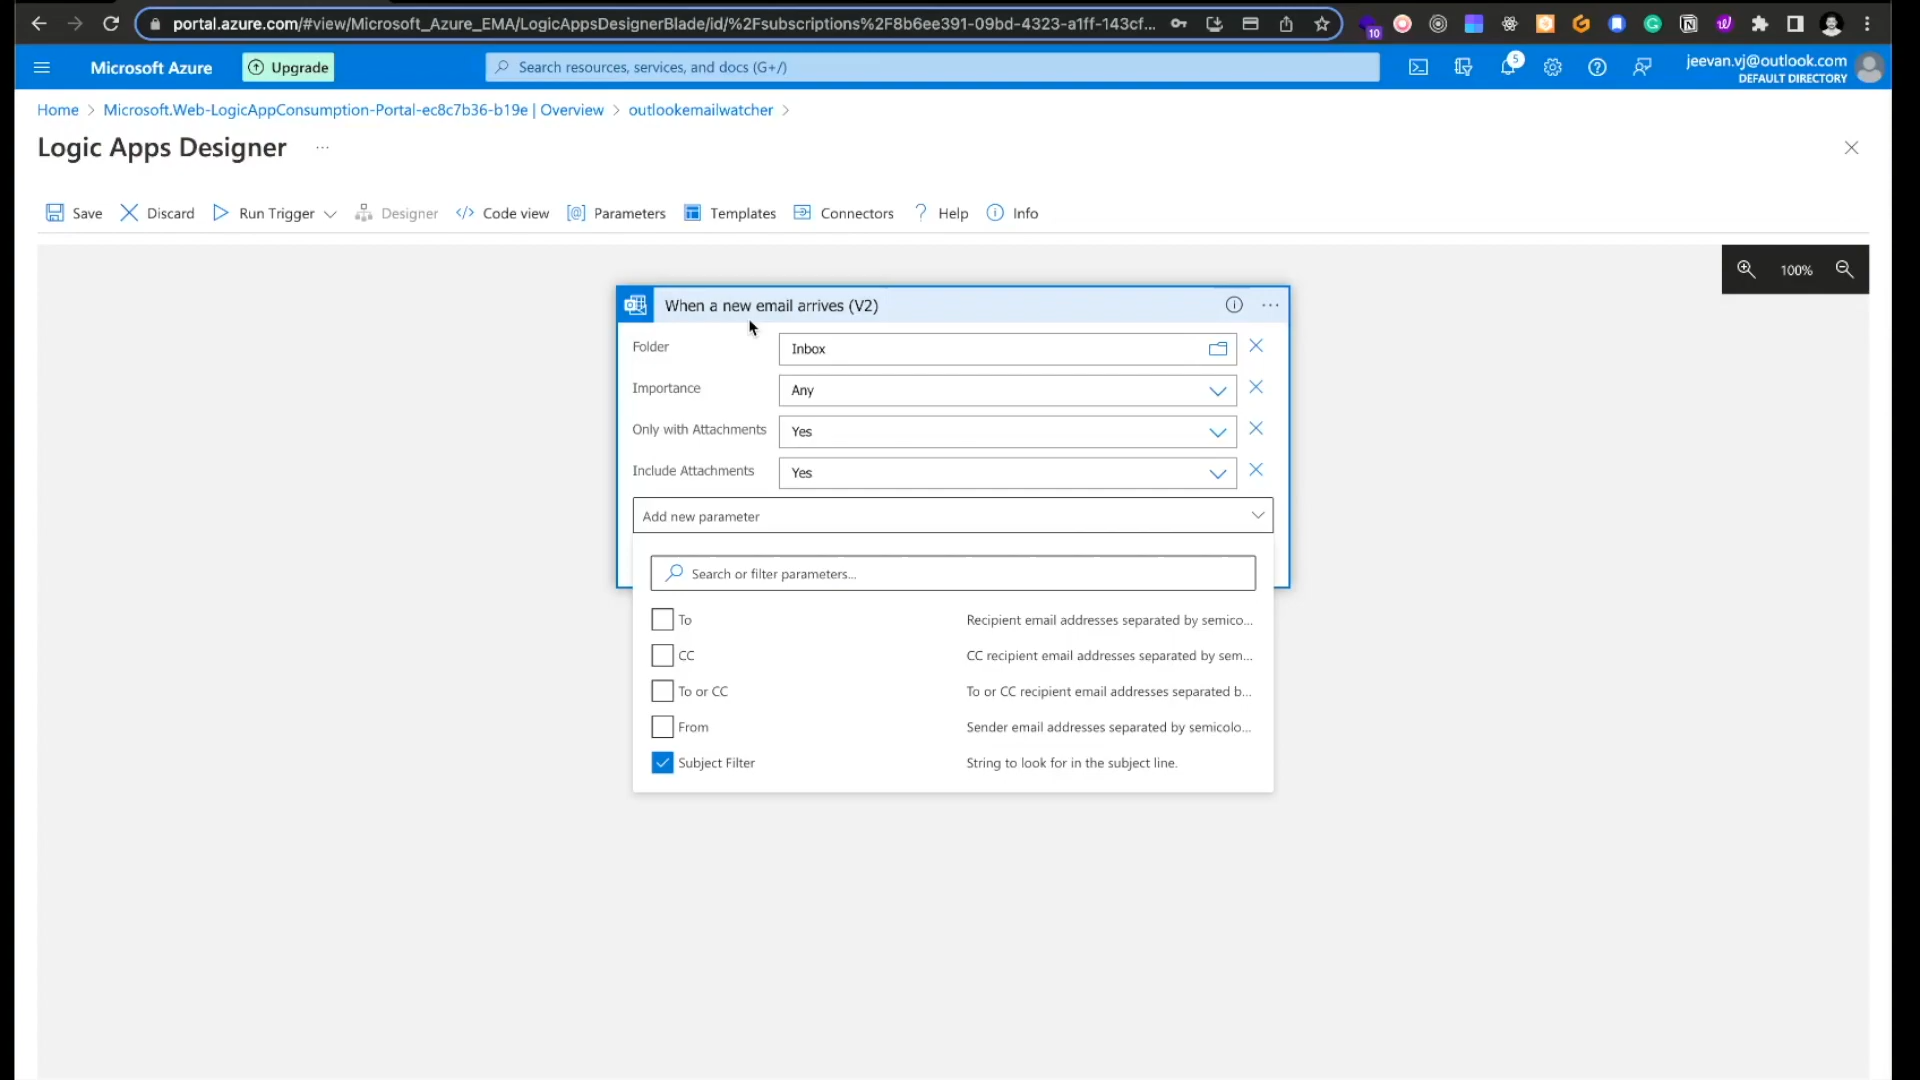 portal.azure.com/#view/Microsoft_Azure_EMA/LogicAppsDesignerBlade/id/%2Fsubscriptions%2F8b6ee391-09bd-4323-a1ff-143cf...
10
Microsoft Azure
Upgrade
Search resources, services, and docs (G+/)
5
jeevan.vj@outlook.com
DEFAULT DIRECTORY
Home > Microsoft.Web-LogicAppConsumption-Portal-ec8c7b36-b19e | Overview > outlookemailwatcher >
Logic Apps Designer ...
Save Discard Run Trigger Designer Code view Parameters Templates Connectors Help Info
100%
When a new email arrives (V2)
Folder Inbox
Importance Any
Only with Attachments Yes
Include Attachments Yes
Add new parameter
Search or filter parameters...
To Recipient email addresses separated by semico...
CC CC recipient email addresses separated by sem...
To or CC To or CC recipient email addresses separated b...
From Sender email addresses separated by semicolo...
Subject Filter String to look for in the subject line.